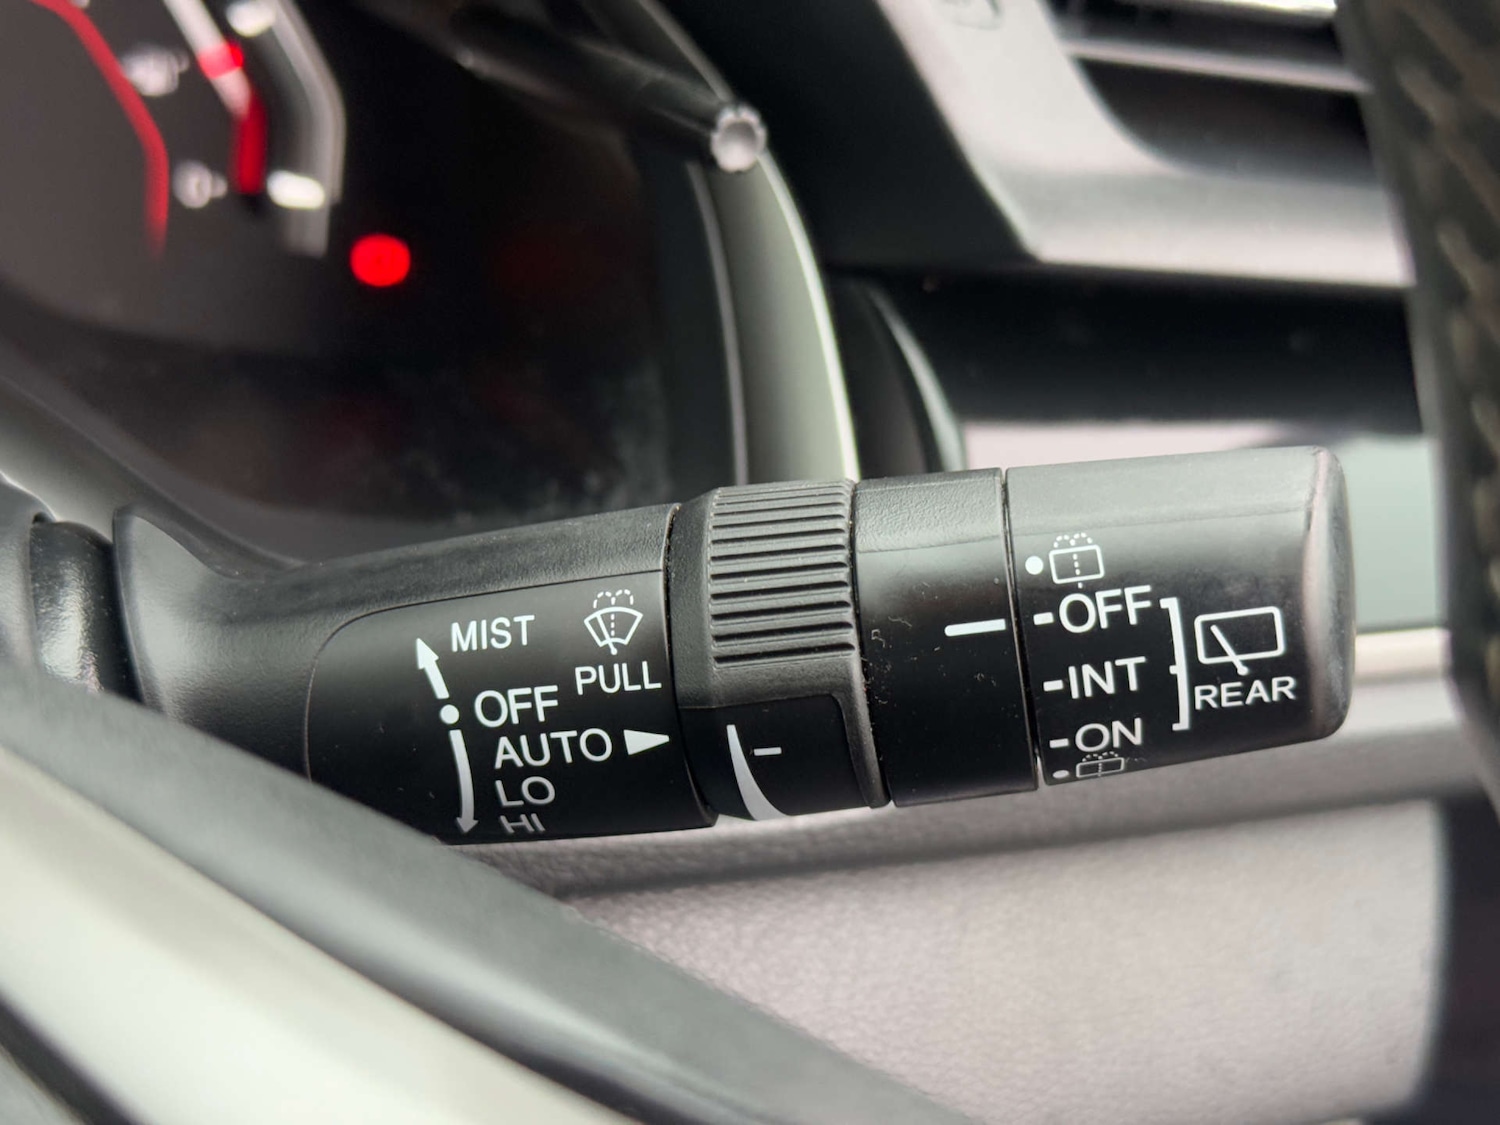 MIST
PULL
OFF
AUTO
LO
HI
OFF
INT
ON
REAR